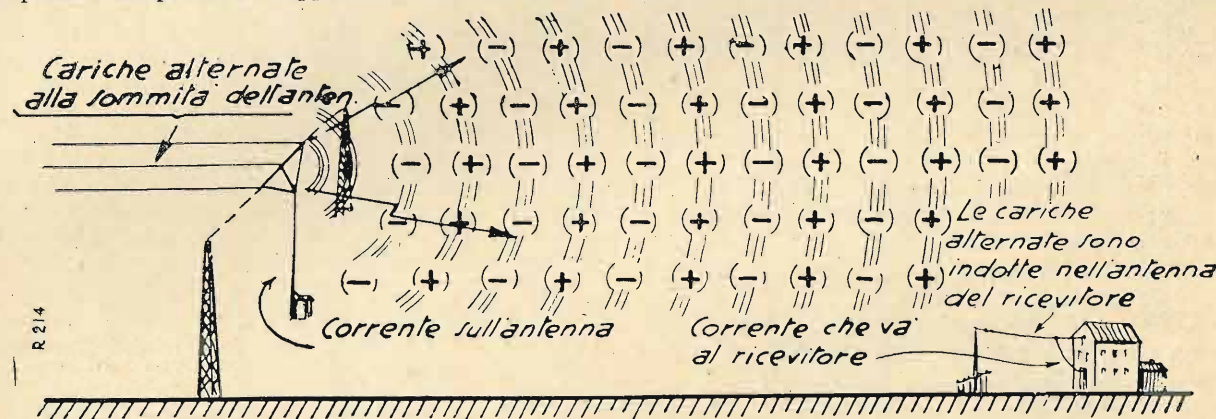 Cariche alternate
alla sommità dell'anten.
Le cariche
alternate sono
indotte nell'antenna
del ricevitore
Corrente sull'antenna
Corrente che va'
al ricevitore
R 214